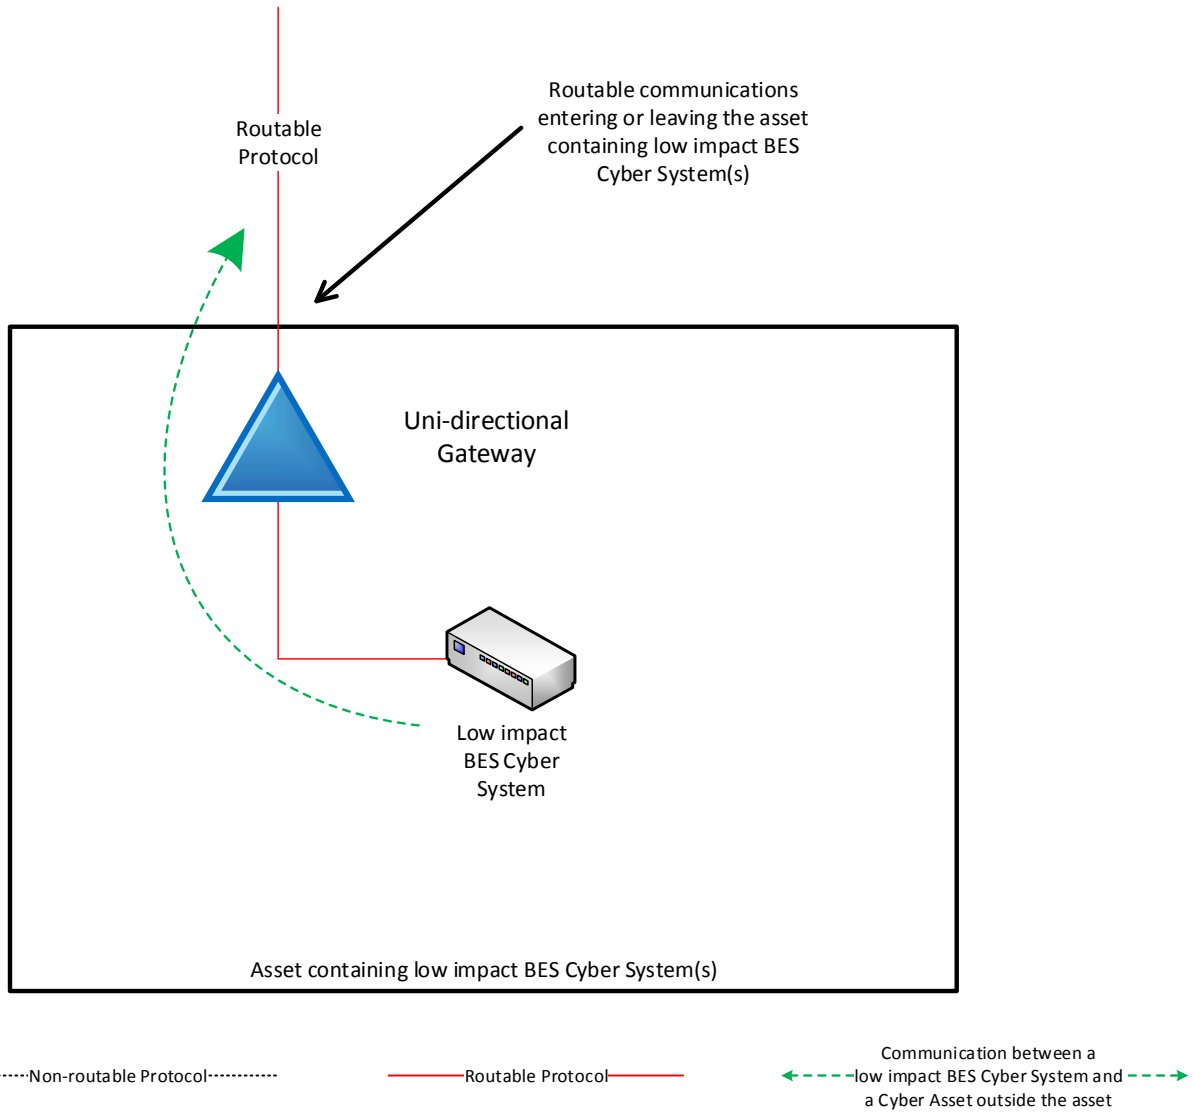 Routable communications
entering or leaving the asset
containing low impact BES
Cyber System(s)
Routable
Protocol
Uni-directional
Gateway
Low impact
BES Cyber
System
Asset containing low impact BES Cyber System(s)
Non-routable Protocol
Routable Protocol
Communication between a
low impact BES Cyber System and
a Cyber Asset outside the asset